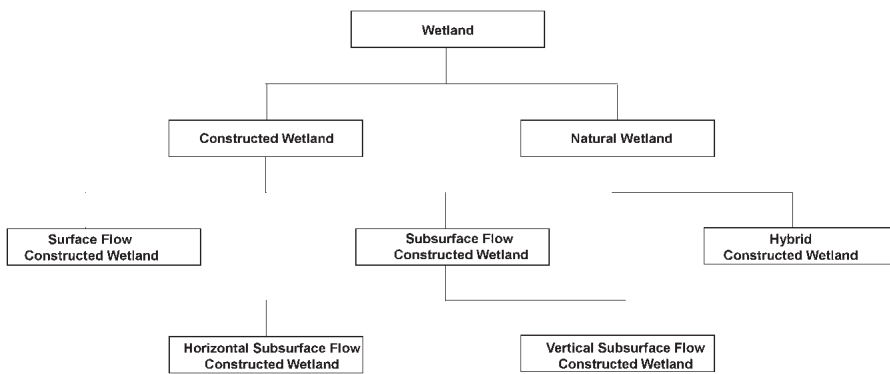 Wetland
Constructed Wetland
Natural Wetland
Surface Flow
Constructed Wetland
Subsurface Flow
Constructed Wetland
Hybrid
Constructed Wetland
Horizontal Subsurface Flow
Constructed Wetland
Vertical Subsurface Flow
Constructed Wetland